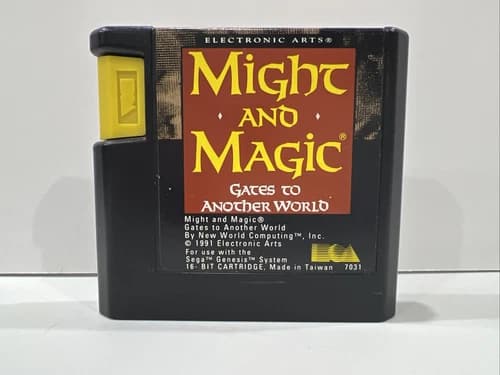 ELECTRONIC ARTS®
Might
AND
MAGIC®
GATES TO
ANOTHER WORLD
Might and Magic®
Gates to Another World
By New World Computing™, Inc.
© 1991 Electronic Arts
For use with the
Sega™ Genesis™ System
16- BIT CARTRIDGE, Made in Taiwan 7031
EA